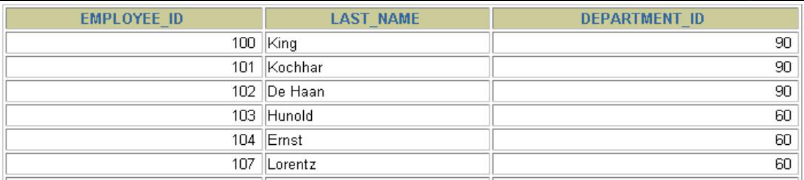 EMPLOYEE_ID LAST_NAME DEPARTMENT_ID
100 King 90
101 Kochhar 90
102 De Haan 90
103 Hunold 60
104 Ernst 60
107 Lorentz 60